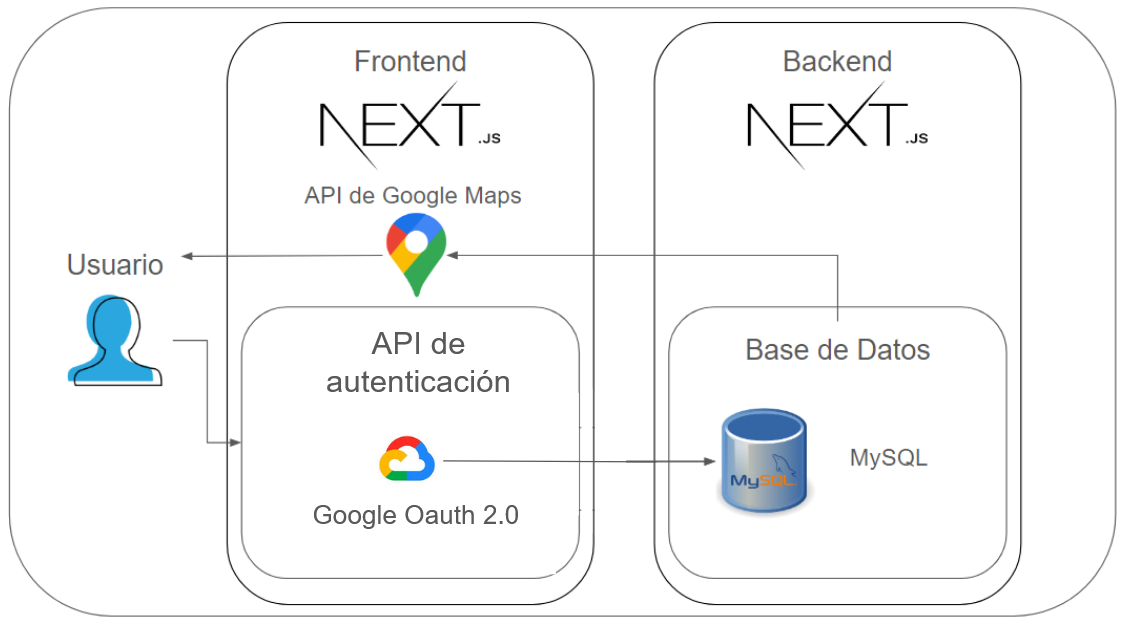 Frontend
NEXT.JS
API de Google Maps
Usuario
API de
autenticación
Google Oauth 2.0
Backend
NEXT.JS
Base de Datos
MySQL
MySQL